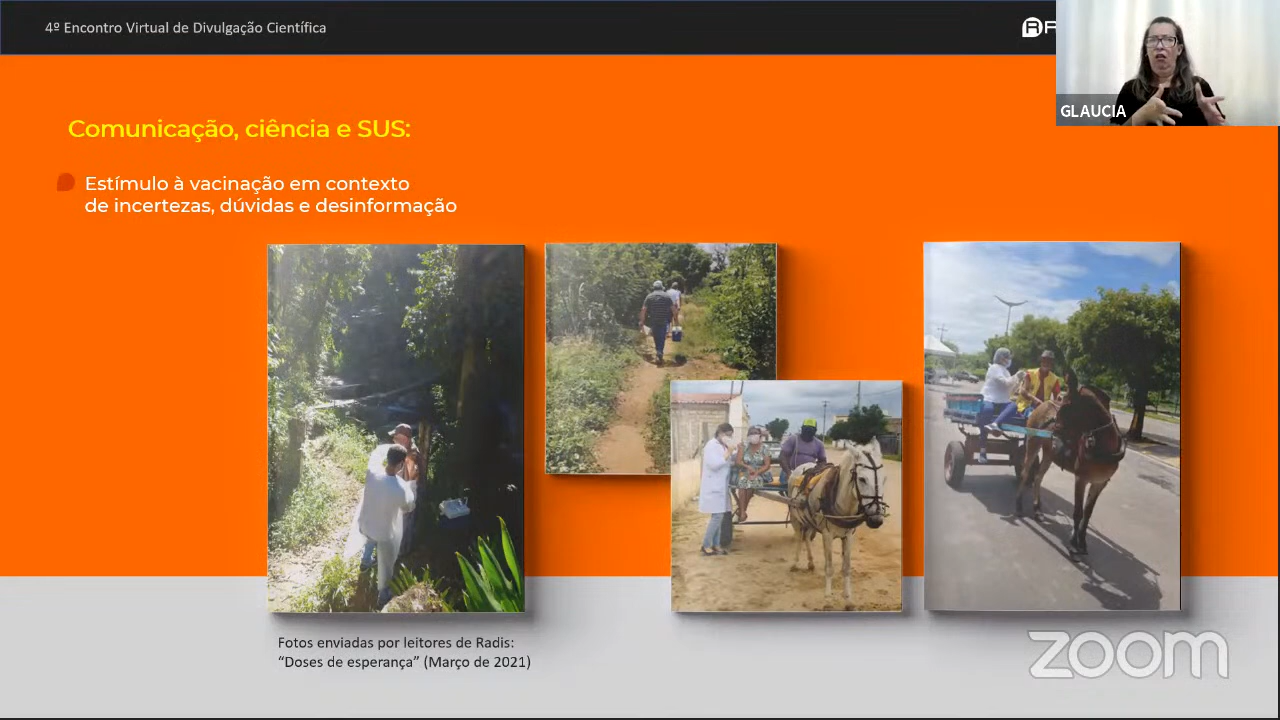 4º Encontro Virtual de Divulgação Científica
GLAUCIA
Comunicação, ciência e SUS:
Estímulo à vacinação em contexto
de incertezas, dúvidas e desinformação
Fotos enviadas por leitores de Radis:
“Doses de esperança” (Março de 2021)
zoom